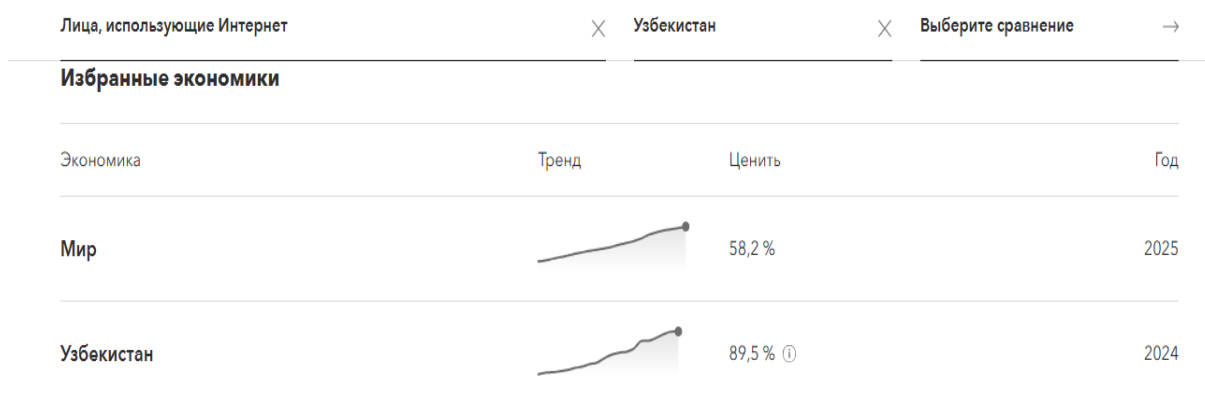 Лица, использующие Интернет Узбекистан Выберите сравнение →
Избранные экономики
Экономика Тренд Ценить Год
Мир 58,2 % 2025
Узбекистан 89,5 % ⓘ 2024